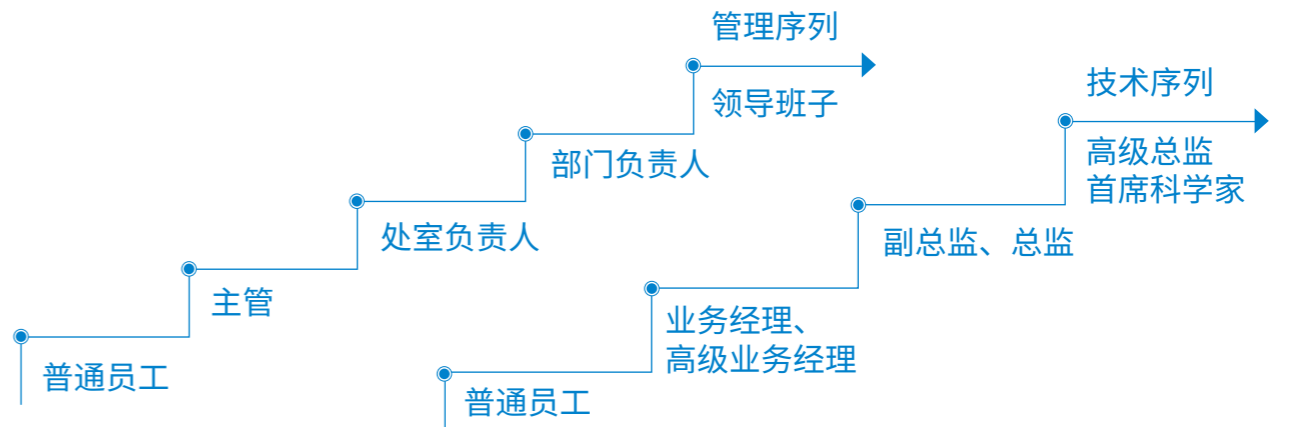 管理序列
领导班子
部门负责人
处室负责人
主管
普通员工
技术序列
高级总监
首席科学家
副总监、总监
业务经理、
高级业务经理
普通员工